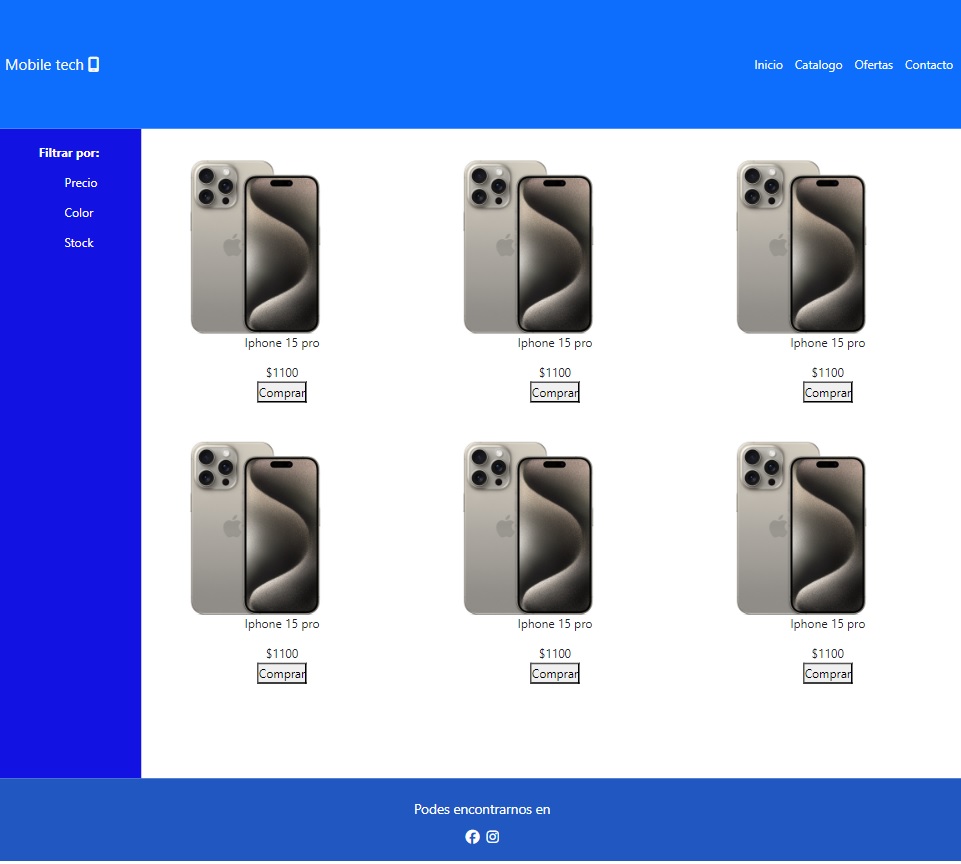 Mobile tech
Inicio Catalogo Ofertas Contacto
Filtrar por:
Precio
Color
Stock
Iphone 15 pro
$1100
Comprar
Iphone 15 pro
$1100
Comprar
Iphone 15 pro
$1100
Comprar
Iphone 15 pro
$1100
Comprar
Iphone 15 pro
$1100
Comprar
Iphone 15 pro
$1100
Comprar
Podes encontrarnos en